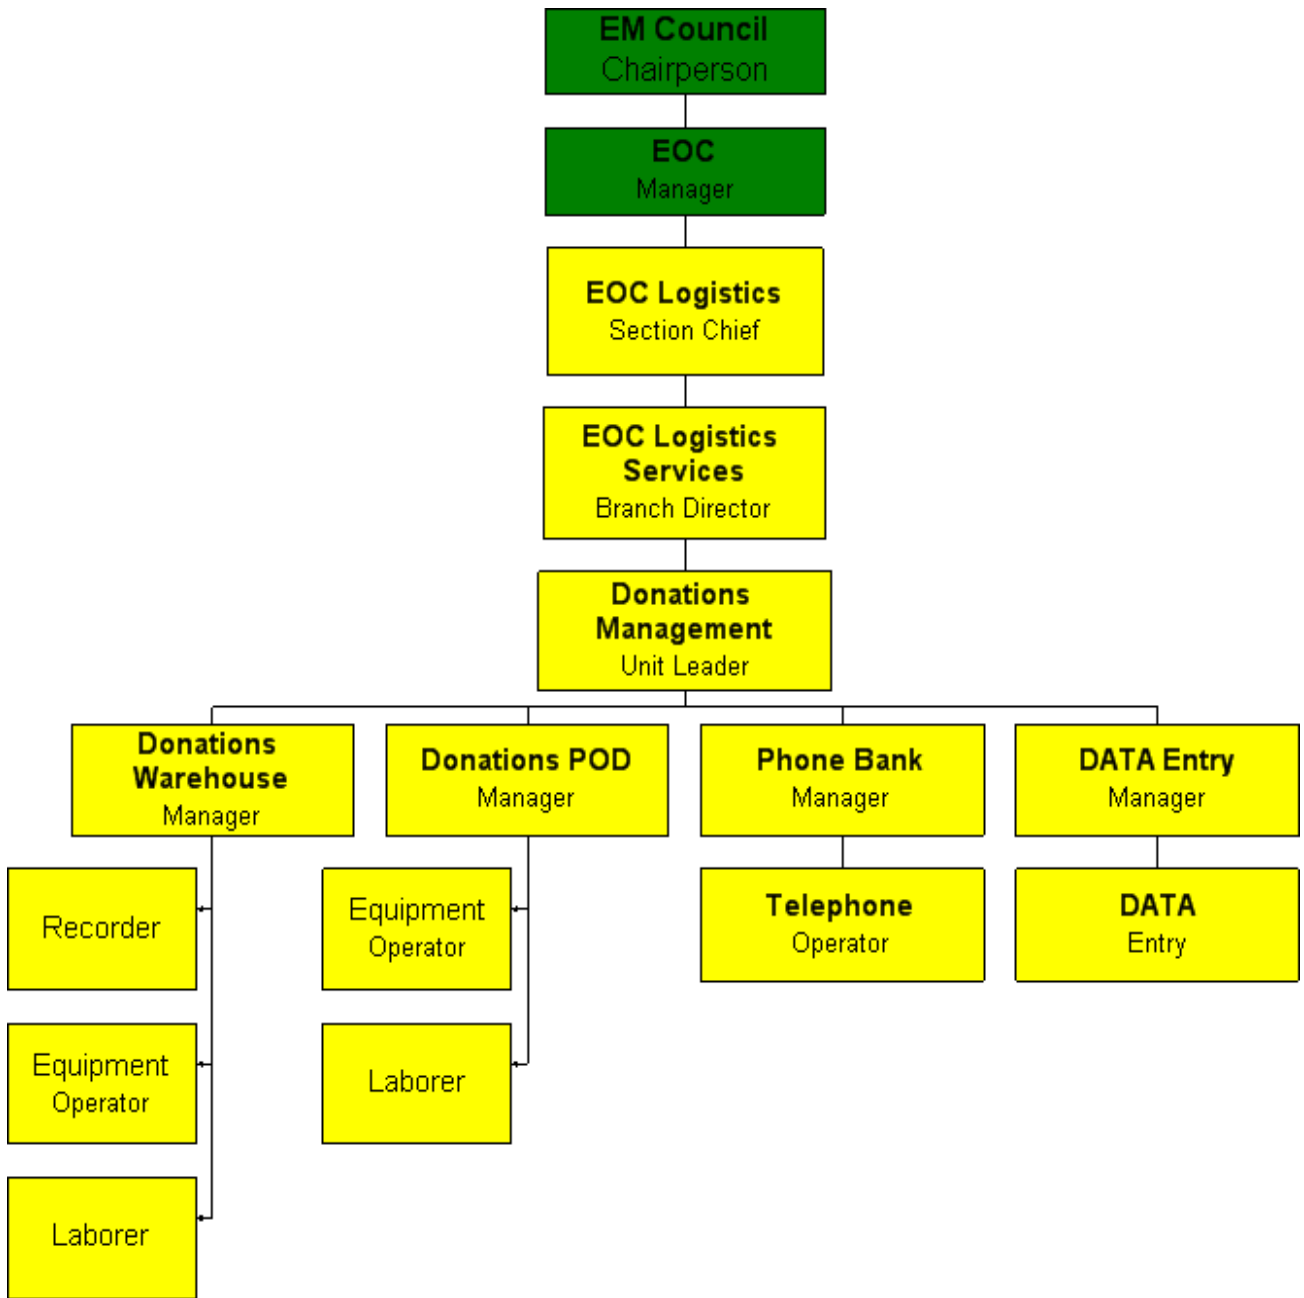 EM Council
Chairperson
EOC
Manager
EOC Logistics
Section Chief
EOC Logistics
Services
Branch Director
Donations
Management
Unit Leader
Donations
Warehouse
Manager
Donations POD
Manager
Phone Bank
Manager
DATA Entry
Manager
Recorder
Equipment
Operator
Telephone
Operator
DATA
Entry
Equipment
Operator
Laborer
Laborer